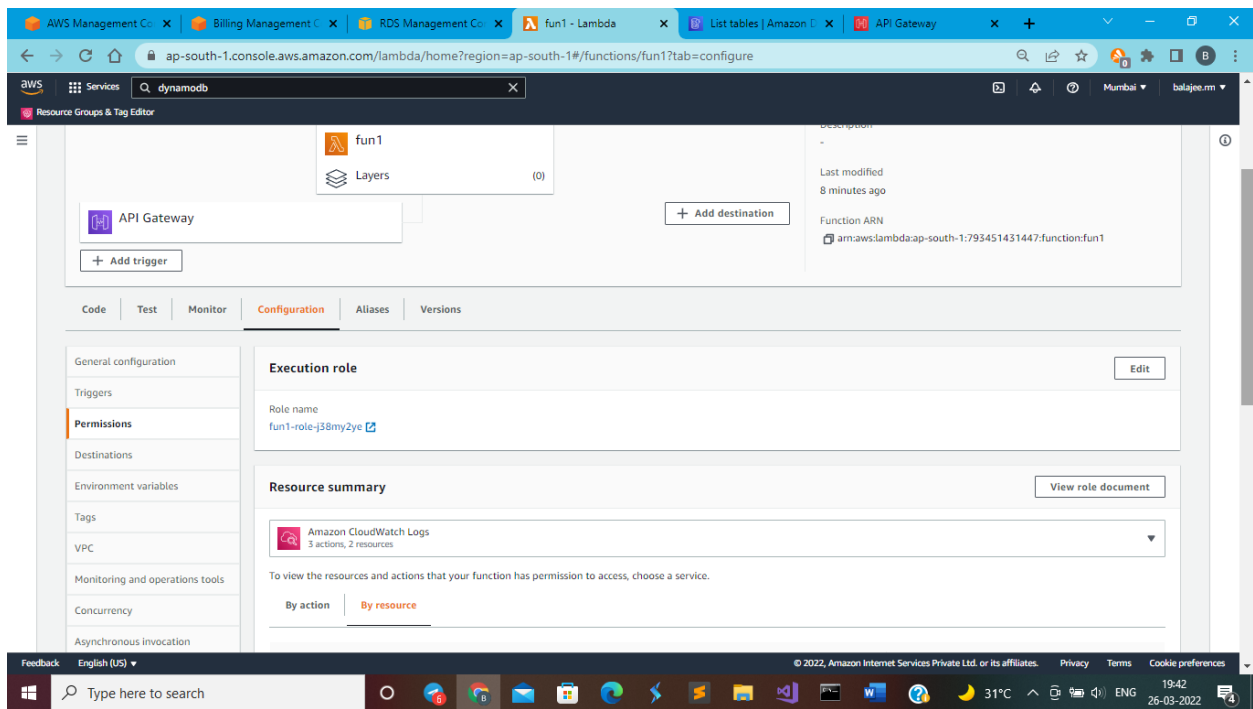 AWS Management Co
Billing Management C
RDS Management Co
fun1 - Lambda
List tables | Amazon D
API Gateway
ap-south-1.console.aws.amazon.com/lambda/home?region=ap-south-1#/functions/fun1?tab=configure
0
B
aws
Services
dynamodb
Mumbai ▼
balajee.rm ▼
Resource Groups & Tag Editor
fun1
Layers
(0)
API Gateway
+ Add destination
+ Add trigger
Description
-
Last modified
8 minutes ago
Function ARN
arn:aws:lambda:ap-south-1:793451431447:function:fun1
Code
Test
Monitor
Configuration
Aliases
Versions
General configuration
Triggers
Permissions
Destinations
Environment variables
Tags
VPC
Monitoring and operations tools
Concurrency
Asynchronous invocation
Execution role
Edit
Role name
fun1-role-j38my2ye
Resource summary
View role document
Amazon CloudWatch Logs
3 actions, 2 resources
To view the resources and actions that your function has permission to access, choose a service.
By action
By resource
Feedback
English (US) ▼
© 2022, Amazon Internet Services Private Ltd. or its affiliates.
Privacy
Terms
Cookie preferences
Type here to search
31°C
ENG
19:42
26-03-2022
4